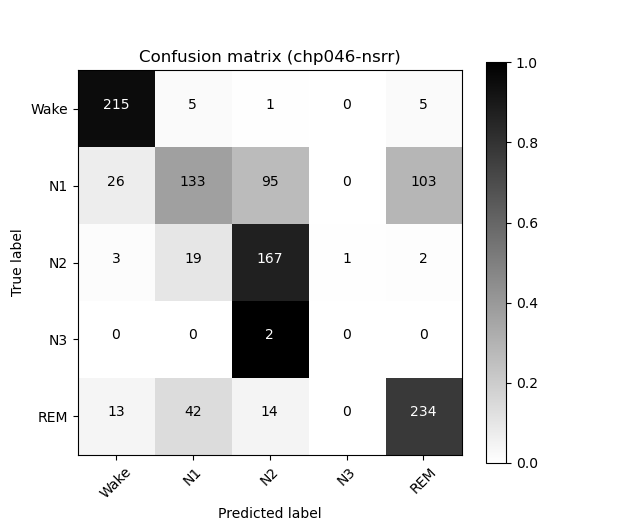 Confusion matrix (chp046-nsrr)
True label
Wake 215 5 1 0 5
N1 26 133 95 0 103
N2 3 19 167 1 2
N3 0 0 2 0 0
REM 13 42 14 0 234
Wake N1 N2 N3 REM
Predicted label
1.0
0.8
0.6
0.4
0.2
0.0